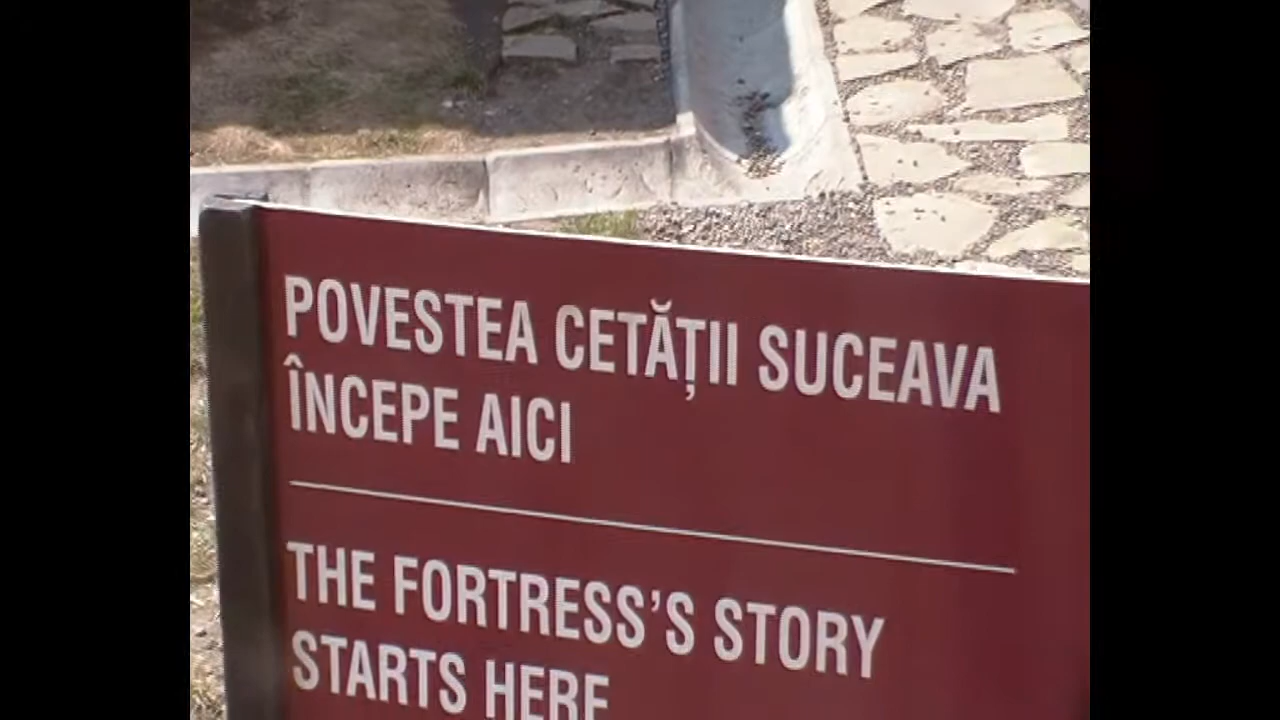 POVESTEA CETĂȚII SUCEAVA
ÎNCEPE AICI
THE FORTRESS’S STORY
STARTS HERE